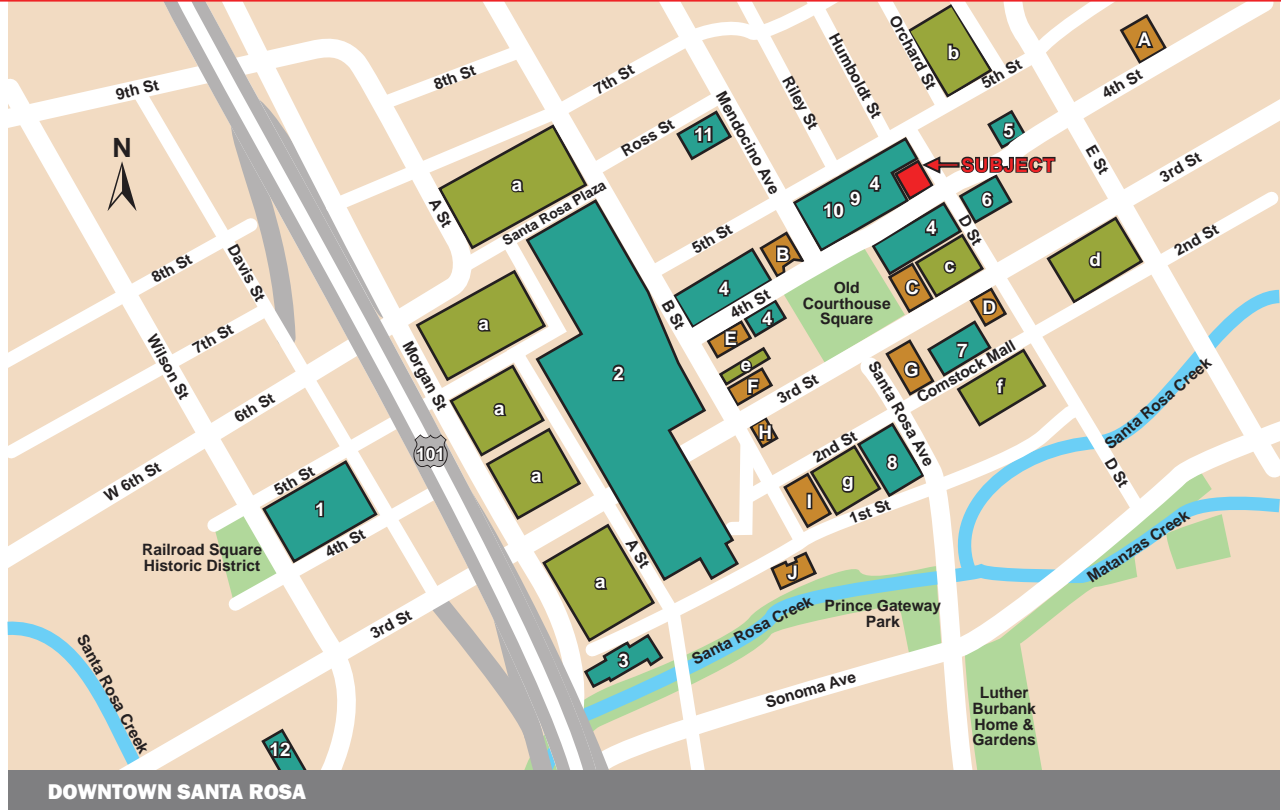 9th St
8th St
7th St
Ross St
Mendocino Ave
Riley St
Humboldt St
Orchard St
b
5th St
A
4th St
N
11
5
SUBJECT
E St
3rd St
a
A St
Santa Rosa Plaza
4
9
10
6
2nd St
8th St
Davis St
5th St
B
4
D St
d
c
C
4
4th St
Old
Courthouse
Square
D
7th St
Wilson St
a
Morgan St
2
B St
4
E
e
F
3rd St
G
7
Comstock Mall
f
Santa Rosa Ave
Santa Rosa Creek
6th St
a
101
H
W 6th St
5th St
a
2nd St
8
g
I
1st St
D St
1
4th St
Railroad Square
Historic District
A St
a
J
Matanzas Creek
3rd St
Santa Rosa Creek
Prince Gateway
Park
3
Santa Rosa Creek
Sonoma Ave
Luther
Burbank
Home &
Gardens
12
DOWNTOWN SANTA ROSA